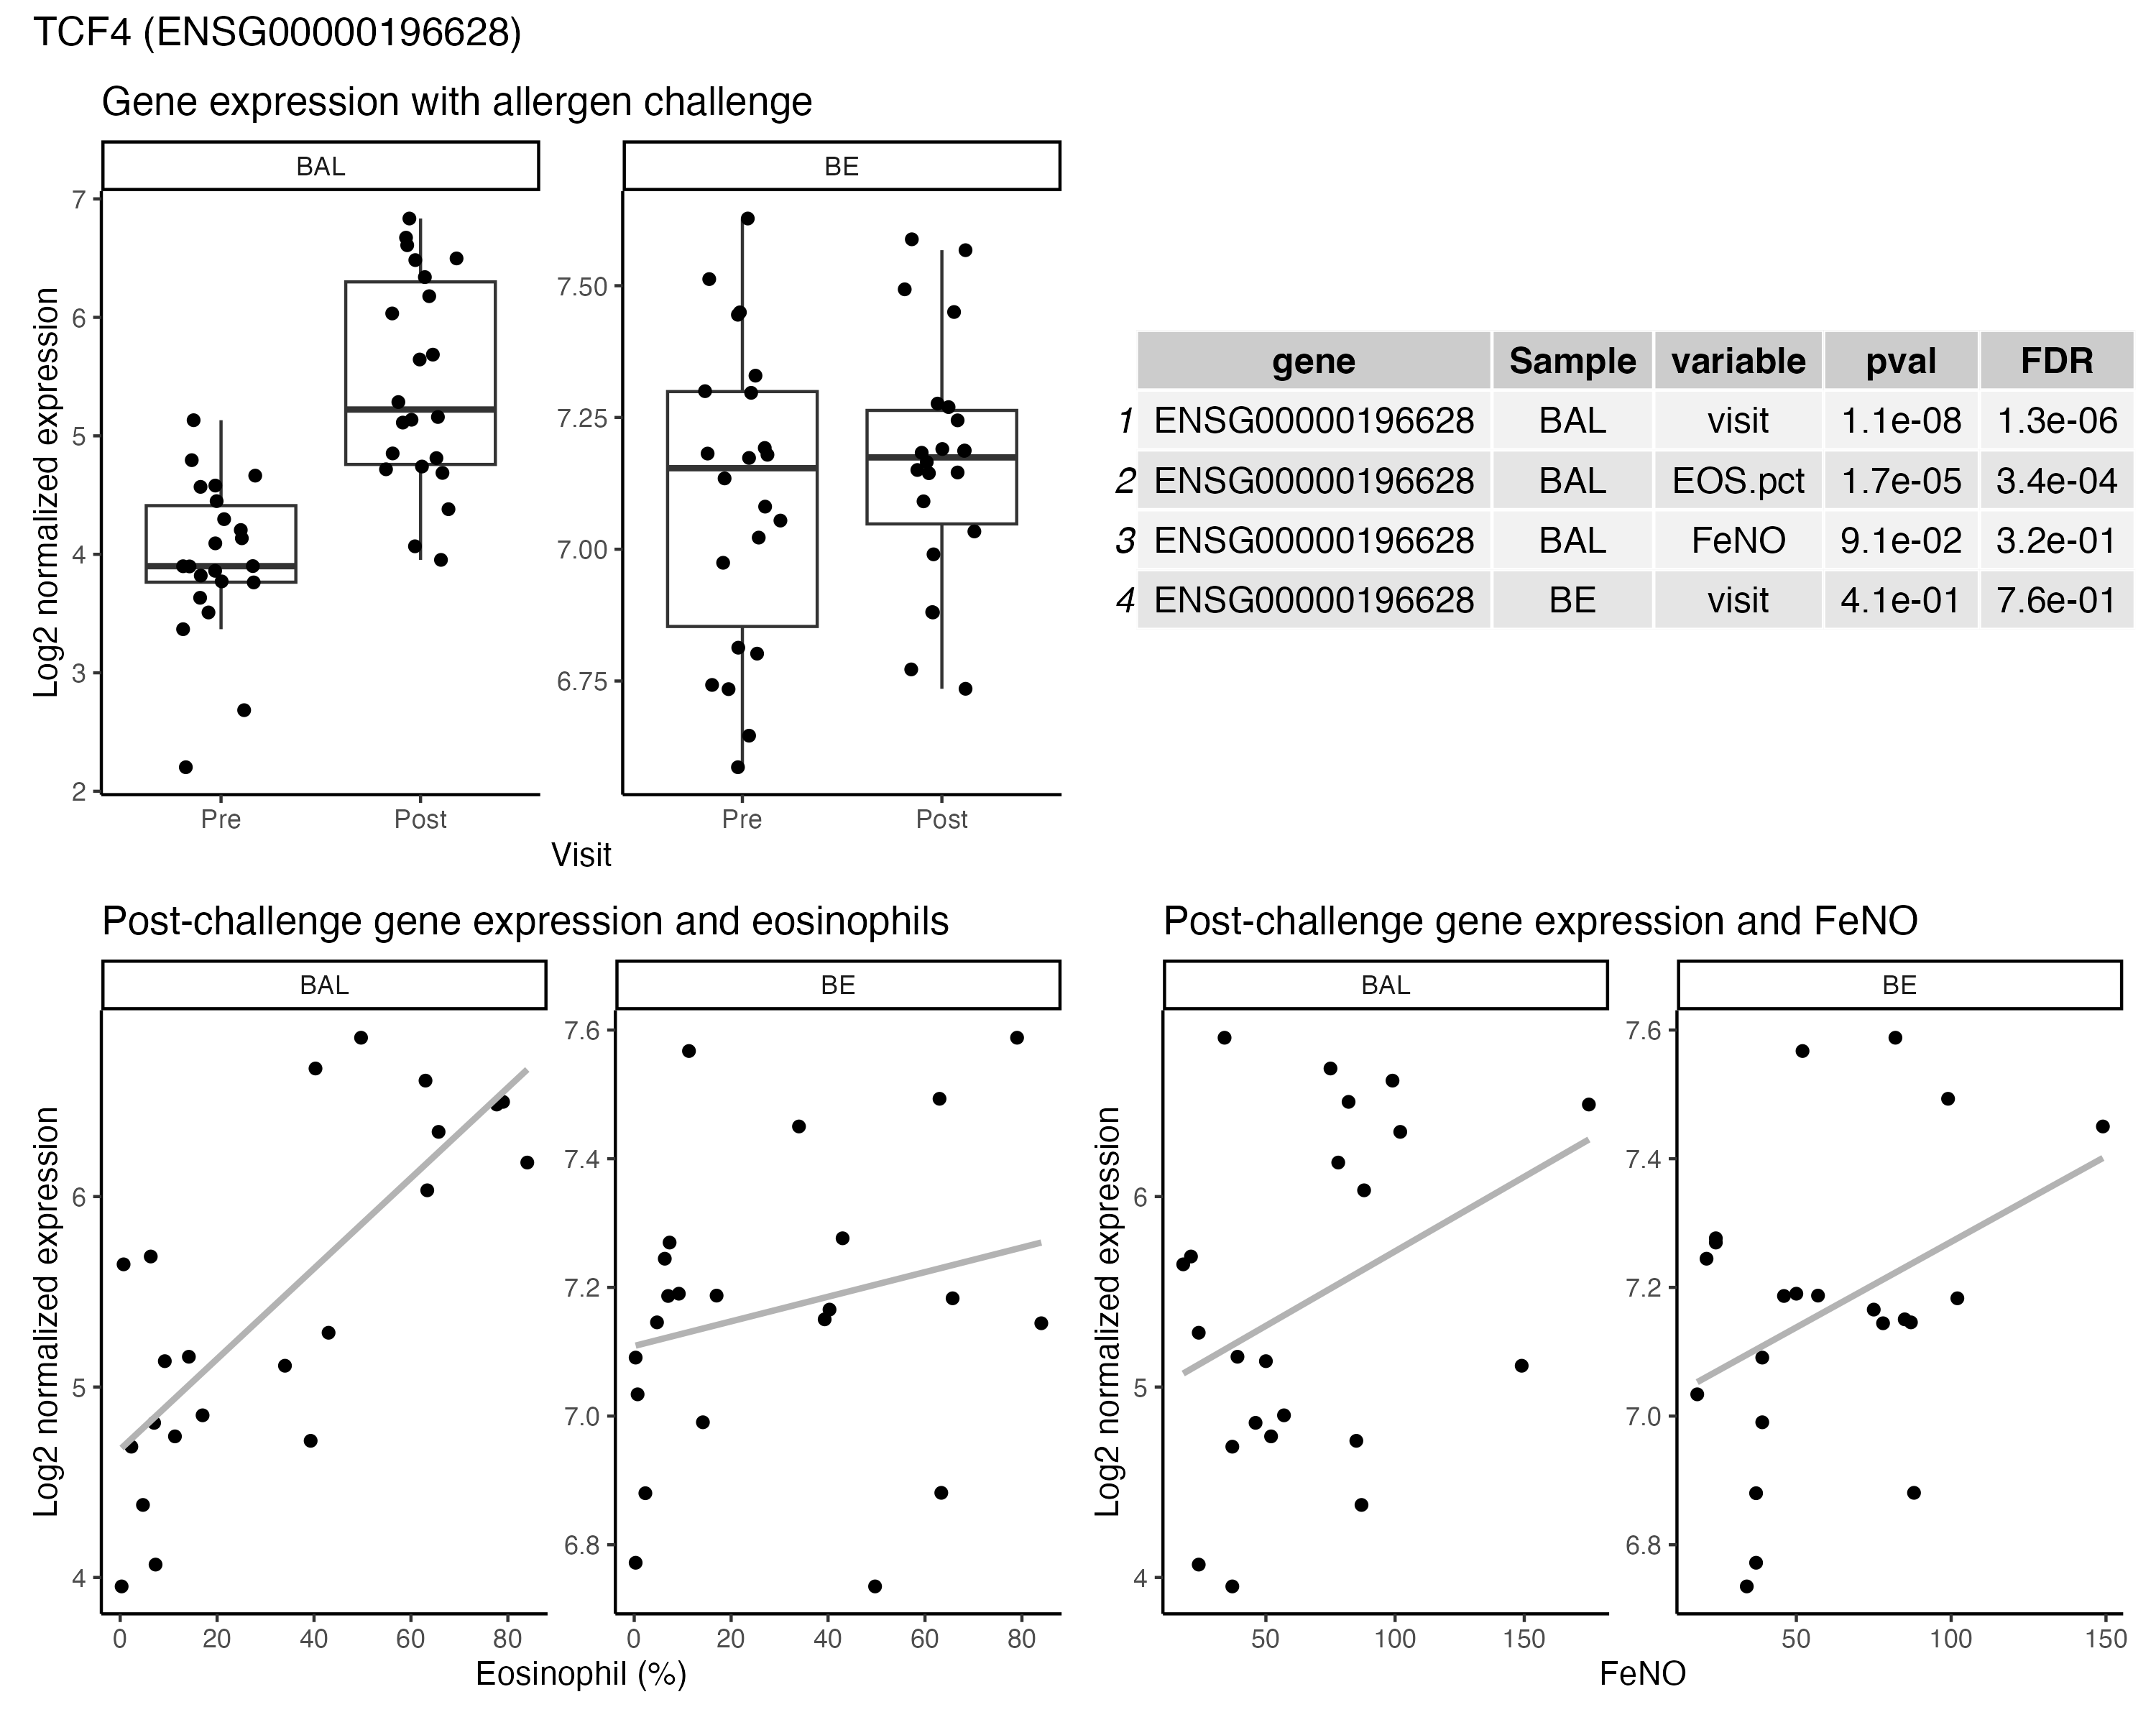 TCF4 (ENSG00000196628)
Gene expression with allergen challenge
BAL
BE
Log2 normalized expression
7
6
5
4
3
2
7.50
7.25
7.00
6.75
Pre
Post
Pre
Post
Visit
gene Sample variable pval FDR
1 ENSG00000196628 BAL visit 1.1e-08 1.3e-06
2 ENSG00000196628 BAL EOS.pct 1.7e-05 3.4e-04
3 ENSG00000196628 BAL FeNO 9.1e-02 3.2e-01
4 ENSG00000196628 BE visit 4.1e-01 7.6e-01
Post-challenge gene expression and eosinophils
BAL
BE
Log2 normalized expression
6
5
4
7.6
7.4
7.2
7.0
6.8
0 20 40 60 80
0 20 40 60 80
Eosinophil (%)
Post-challenge gene expression and FeNO
BAL
BE
Log2 normalized expression
6
5
4
7.6
7.4
7.2
7.0
6.8
50 100 150
50 100 150
FeNO